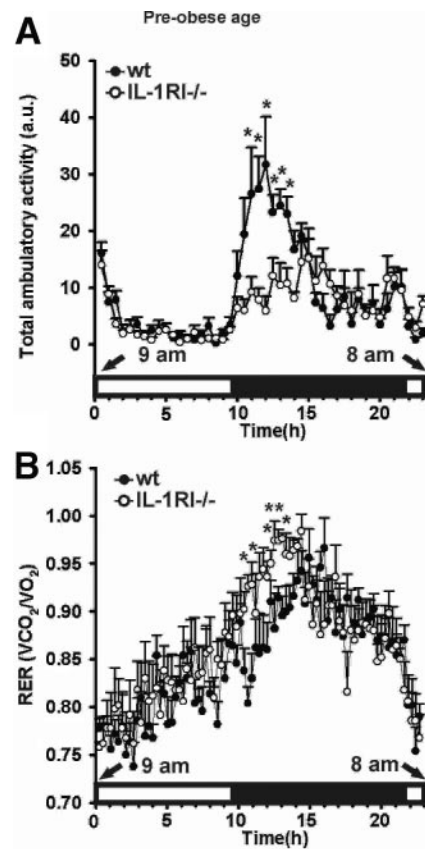 Pre-obese age
A
wt
IL-1RI-/-
Total ambulatory activity (a.u.)
50
40
30
20
10
0
* * *
* * *
9 am
8 am
0 5 10 15 20
Time(h)
B
wt
IL-1RI-/-
RER (VCO2/VO2)
1.05
1.00
0.95
0.90
0.85
0.80
0.75
0.70
**
* * * *
9 am
8 am
0 5 10 15 20
Time(h)